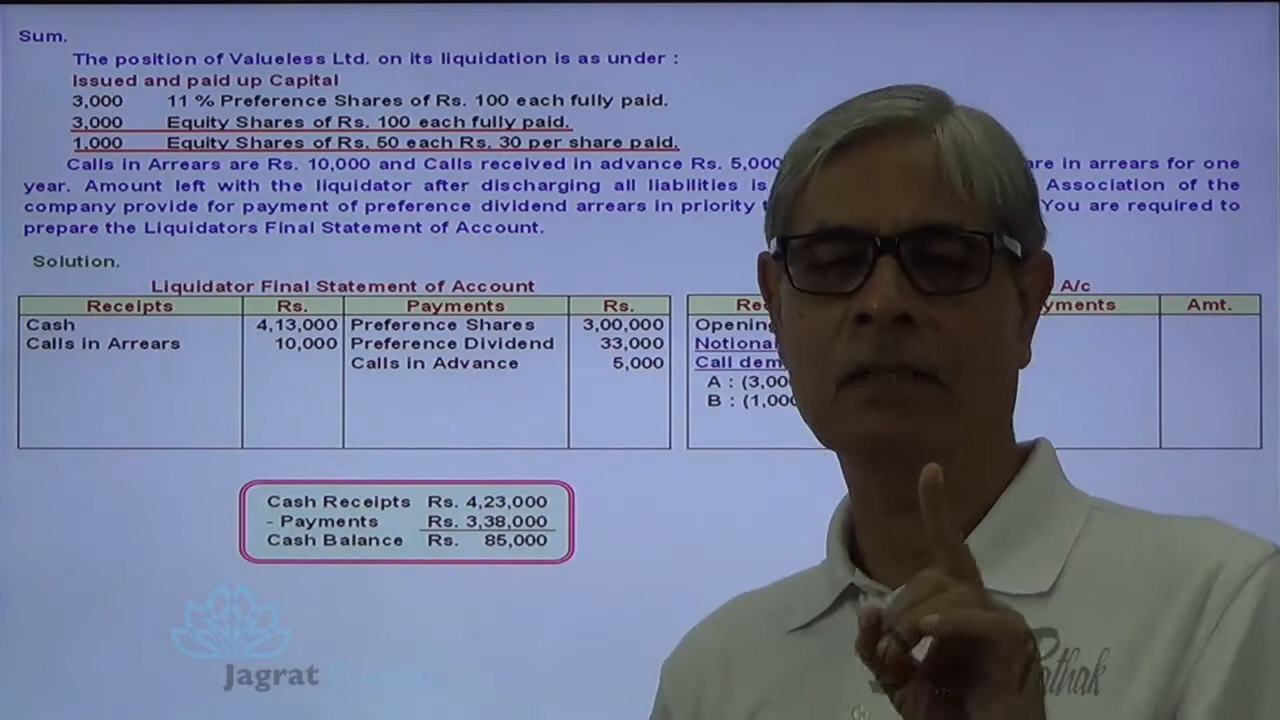 Sum.
The position of Valueless Ltd. on its liquidation is as under :
Issued and paid up Capital
3,000 11 % Preference Shares of Rs. 100 each fully paid.
3,000 Equity Shares of Rs. 100 each fully paid.
1,000 Equity Shares of Rs. 50 each Rs. 30 per share paid.
Calls in Arrears are Rs. 10,000 and Calls received in advance Rs. 5,000 are in arrears for one
year. Amount left with the liquidator after discharging all liabilities is Association of the
company provide for payment of preference dividend arrears in priority You are required to
prepare the Liquidators Final Statement of Account.
Solution.
Liquidator Final Statement of Account
A/c
Receipts Rs. Payments Rs.
Amt.
Cash 4,13,000 Preference Shares 3,00,000
Opening
Calls in Arrears 10,000 Preference Dividend 33,000
Notional
Calls in Advance 5,000
Call
A : (3,00
B : (1,000
Cash Receipts Rs. 4,23,000
- Payments Rs. 3,38,000
Cash Balance Rs. 85,000
Jagrat
Pathak